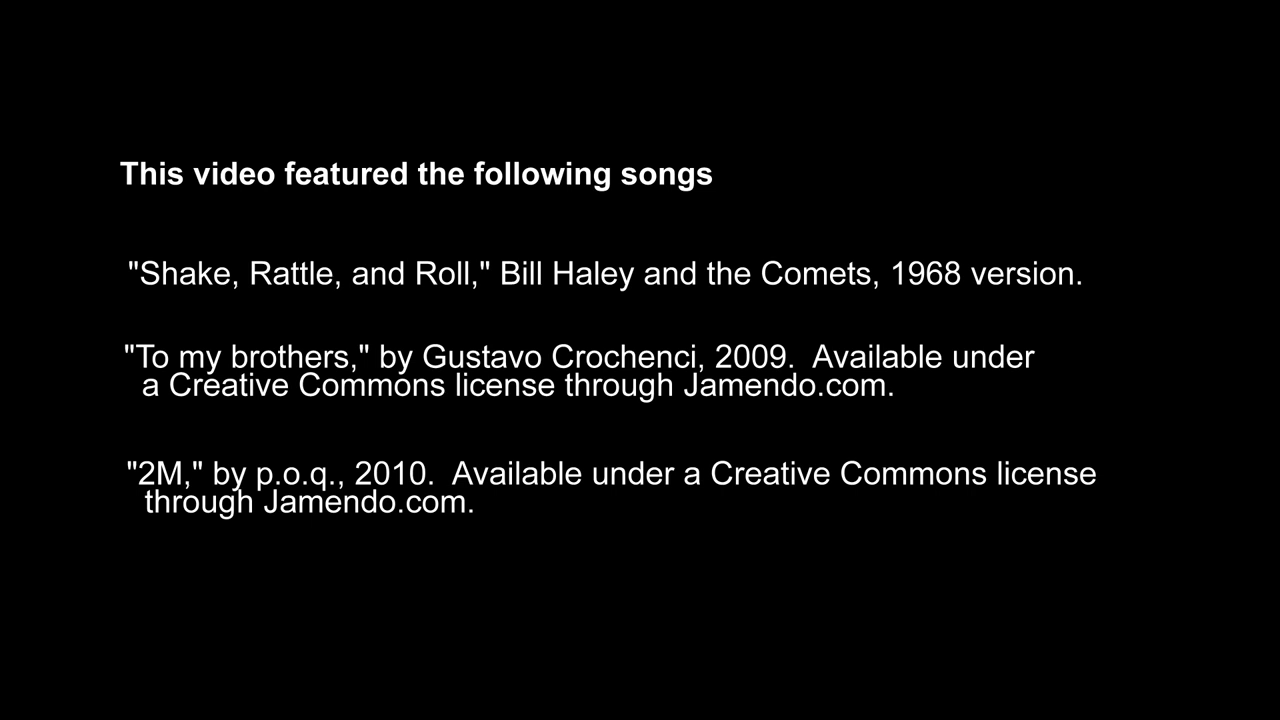 This video featured the following songs
"Shake, Rattle, and Roll," Bill Haley and the Comets, 1968 version.
"To my brothers," by Gustavo Crochenci, 2009.  Available under
a Creative Commons license through Jamendo.com.
"2M," by p.o.q., 2010.  Available under a Creative Commons license
through Jamendo.com.